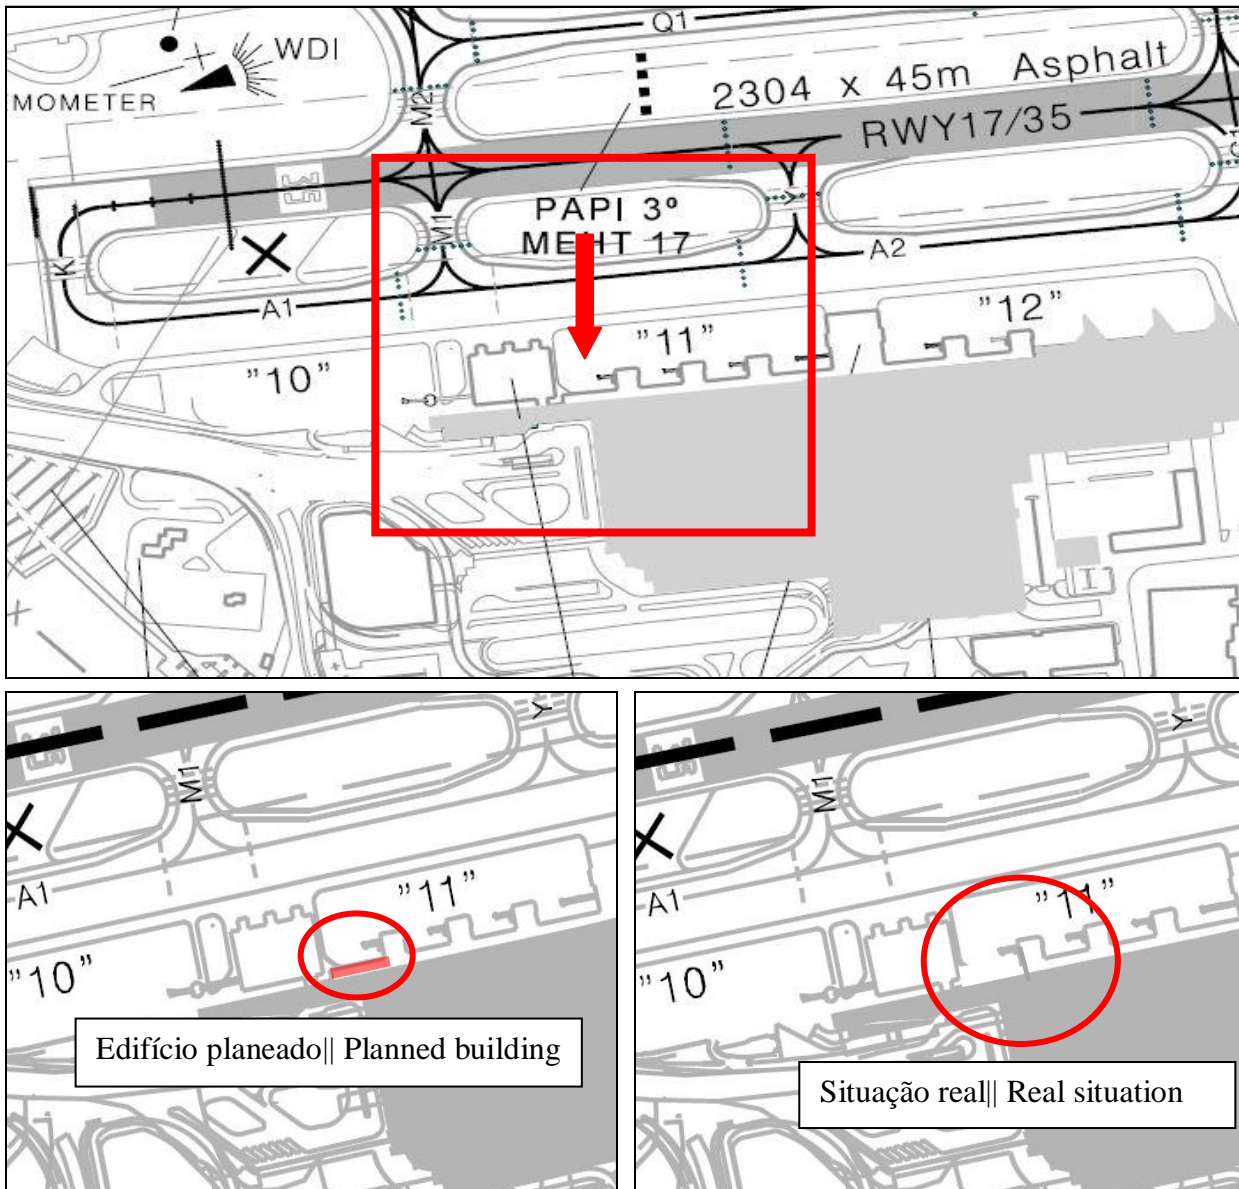 Q1
WDI
MOMETER
M2
2304 x 45m Asphalt
RWY17/35
35
PAPI 3º
MEHT 17
M1
Y
K
A1
A2
"10"
"11"
"12"
M1
Y
A1
"11"
"10"
Edifício planeado|| Planned building
M1
Y
A1
"11"
"10"
Situação real|| Real situation